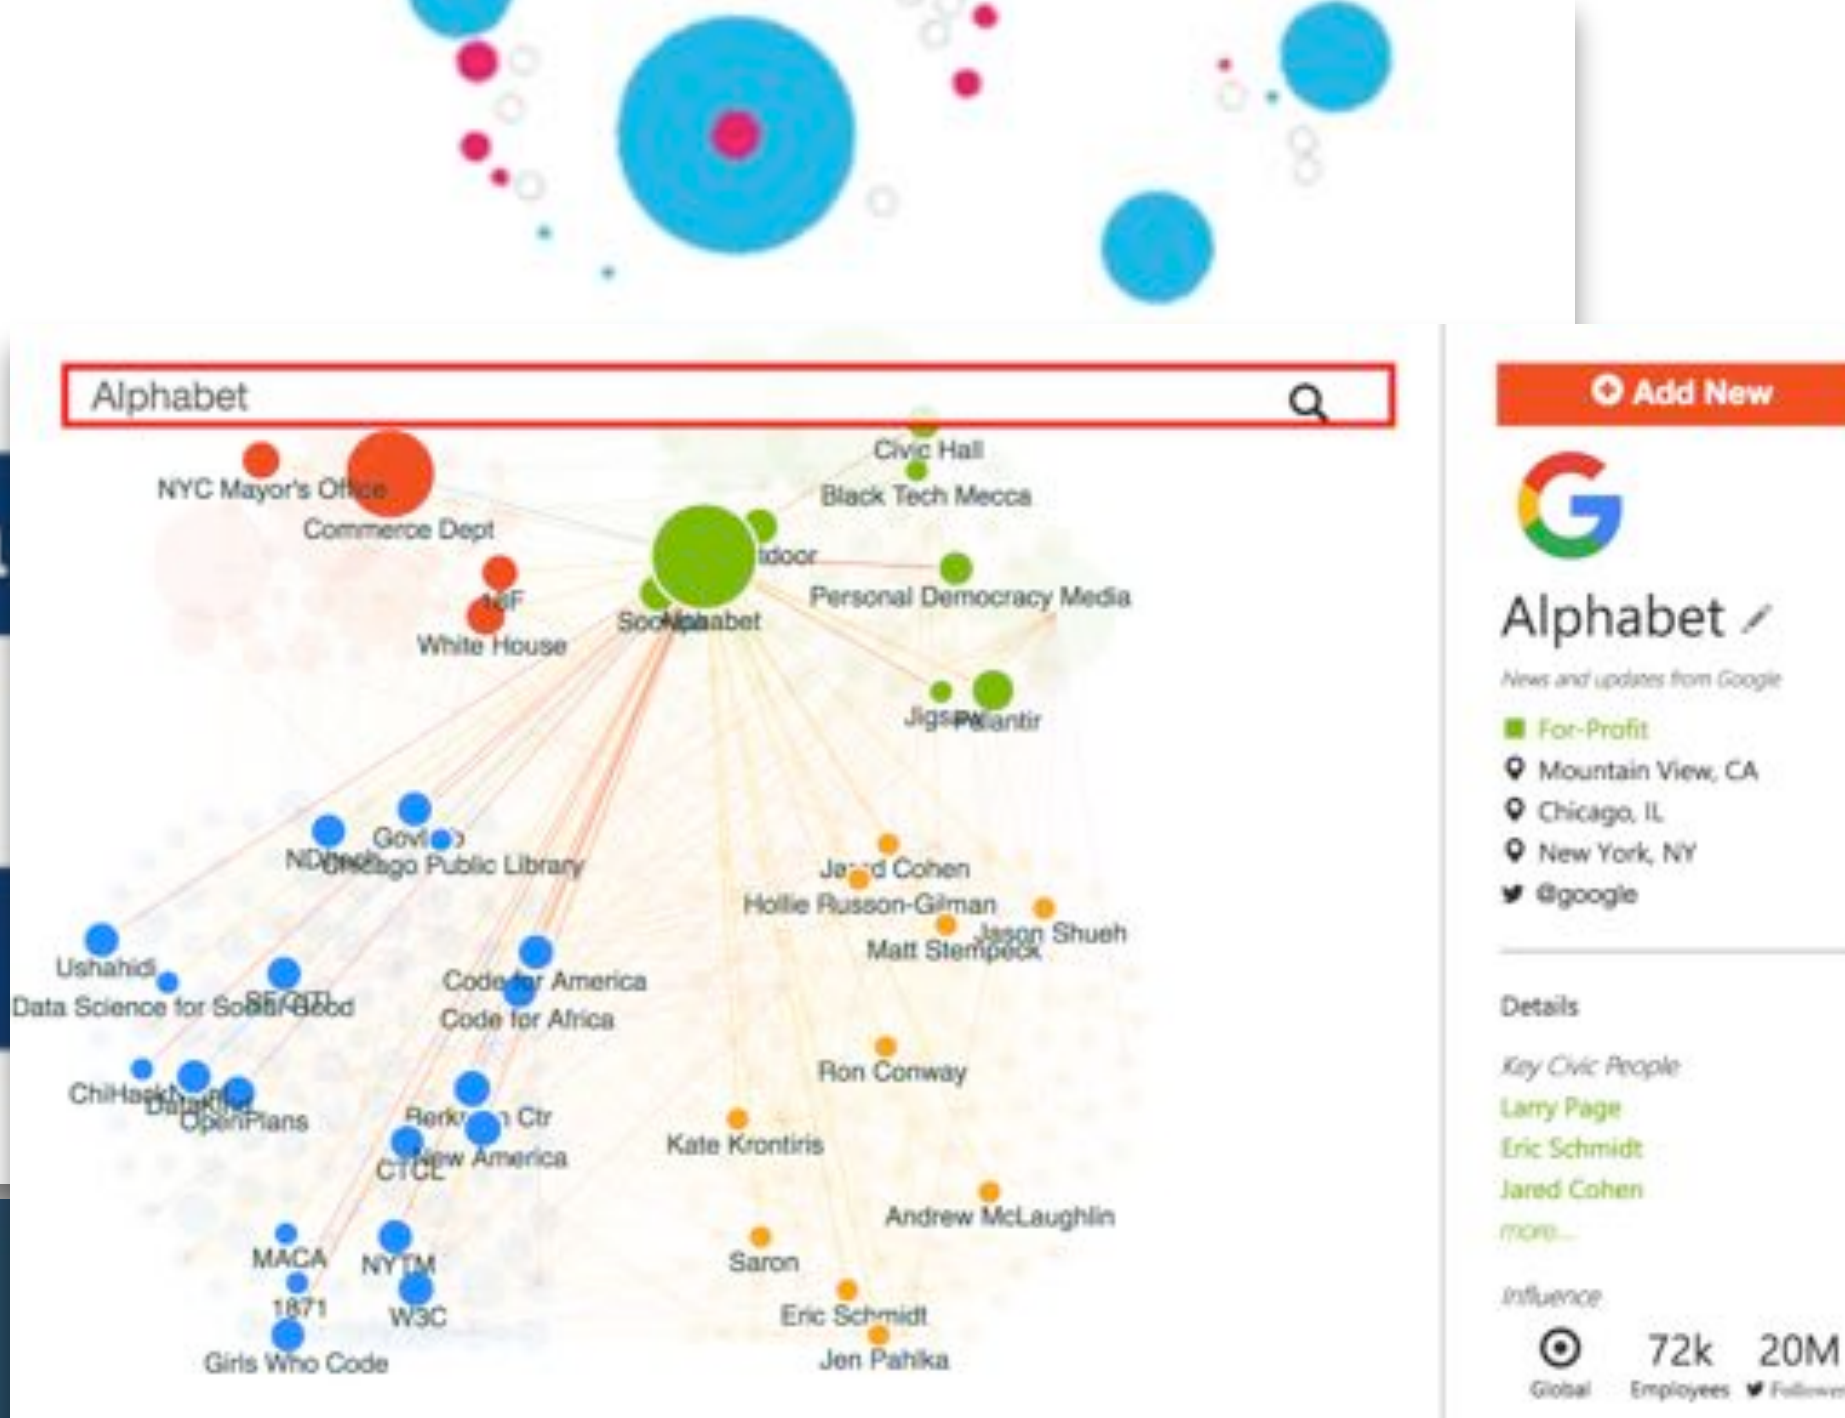 Alphabet
Add New
Civic Hall
NYC Mayor's Office
Black Tech Mecca
Commerce Dept
Personal Democracy Media
Alphabet
White House
Jigsaw
Palantir
Alphabet
News and updates from Google
For-Profit
Mountain View, CA
Chicago, IL
New York, NY
@google
Chicago Public Library
Jared Cohen
Hollie Russon-Gilman
Jason Shueh
Matt Stempeck
Ushahidi
Code for America
Data Science for Social Good
Code for Africa
Details
Ron Conway
Key Civic People
DataKind
OpenPlans
Larry Page
Ctr
Kate Krontiris
New America
CTCL
Eric Schmidt
Jared Cohen
Andrew McLaughlin
more...
MACA
NYTM
Saron
1871
W3C
Eric Schmidt
Influence
Girls Who Code
Jen Pahlka
72k
20M
Global
Employees